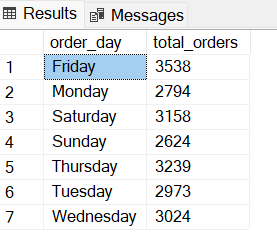 Results Messages
order_day total_orders
1 Friday 3538
2 Monday 2794
3 Saturday 3158
4 Sunday 2624
5 Thursday 3239
6 Tuesday 2973
7 Wednesday 3024